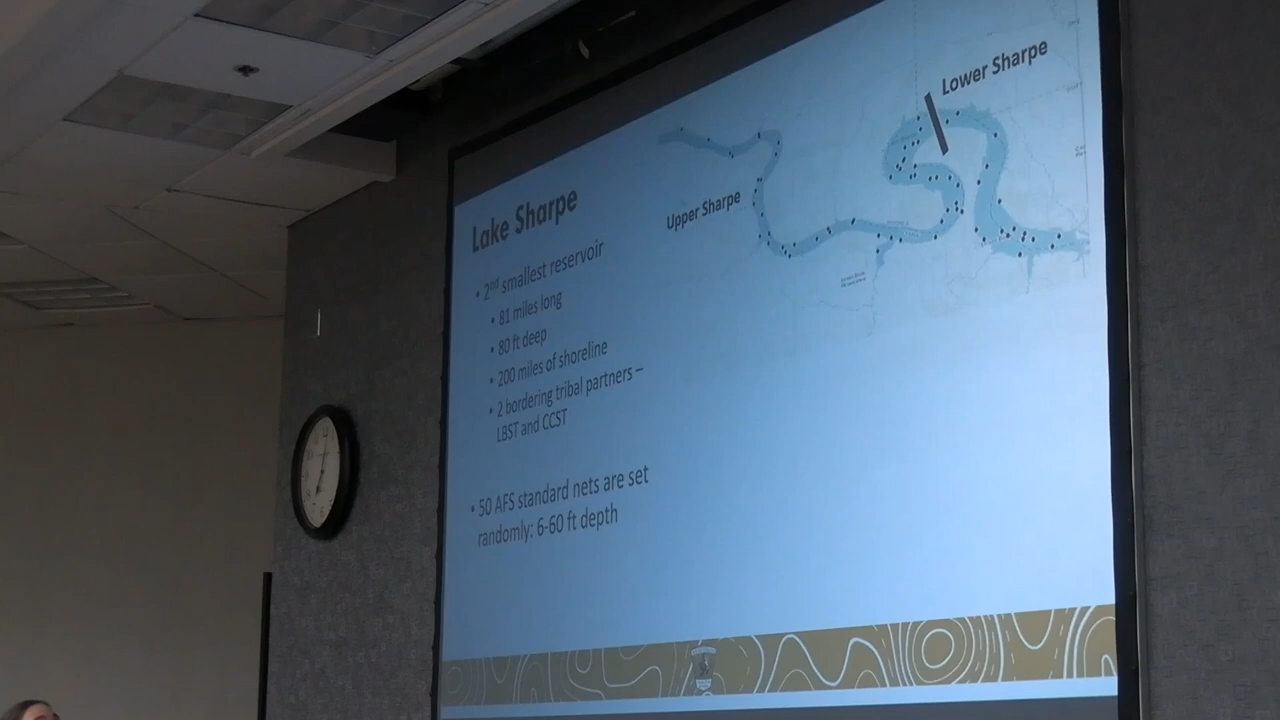 Lower Sharpe
Upper Sharpe
Lake Sharpe
• 2nd smallest reservoir
• 81 miles long
• 80 ft deep
• 200 miles of shoreline
• 2 bordering tribal partners –
LBST and CCST
• 50 AFS standard nets are set
randomly: 6-60 ft depth